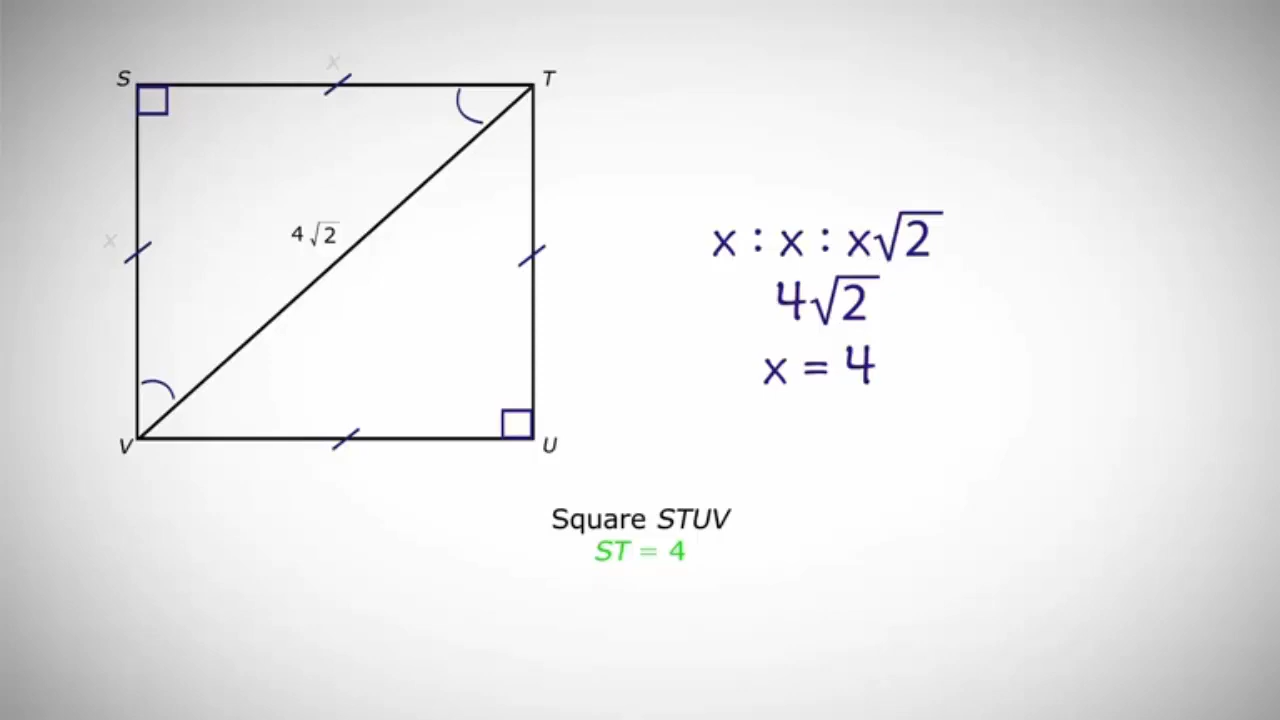 x
S
T
x
4√2
V
U
x : x : x√2
4√2
x = 4
Square STUV
ST = 4